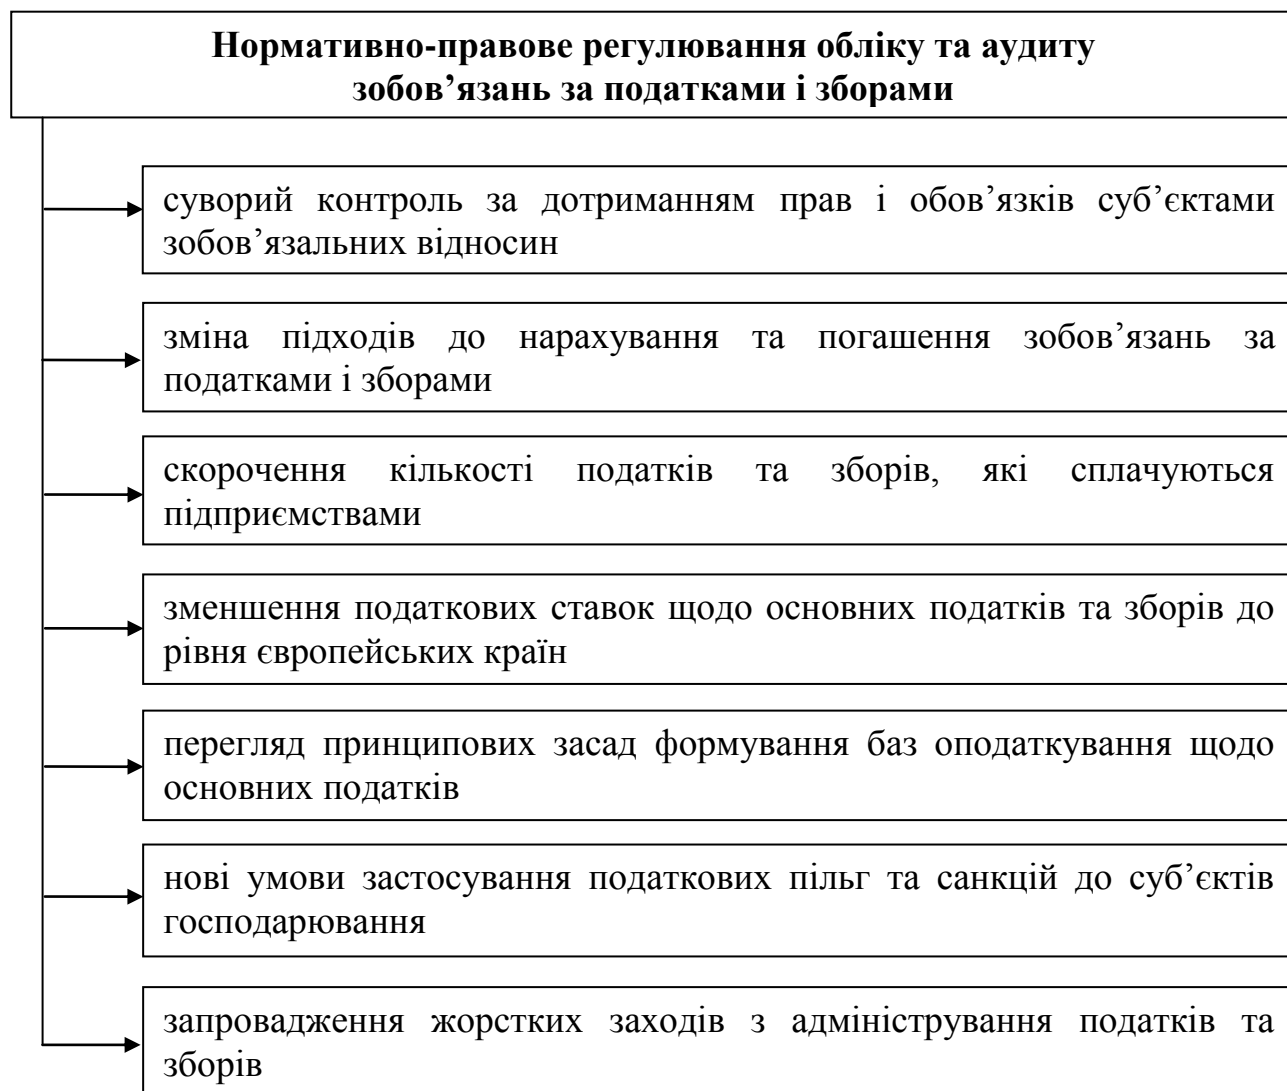 Нормативно-правове регулювання обліку та аудиту
зобов’язань за податками і зборами
суворий контроль за дотриманням прав і обов’язків суб’єктами
зобов’язальних відносин
зміна підходів до нарахування та погашення зобов’язань за
податками і зборами
скорочення кількості податків та зборів, які сплачуються
підприємствами
зменшення податкових ставок щодо основних податків та зборів до
рівня європейських країн
перегляд принципових засад формування баз оподаткування щодо
основних податків
нові умови застосування податкових пільг та санкцій до суб’єктів
господарювання
запровадження жорстких заходів з адміністрування податків та
зборів